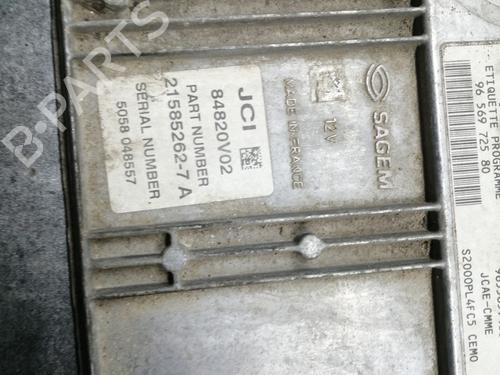 JCI
84820V02
PART NUMBER
21585262-7 A
SERIAL NUMBER.
5058 048557
SAGEM
12V
MADE IN FRANCE
ETIQUETTE PROGRAMME
96 569 725 80
JCAE-CMME
S2000PL4FC5 CEMO
B-PARTS